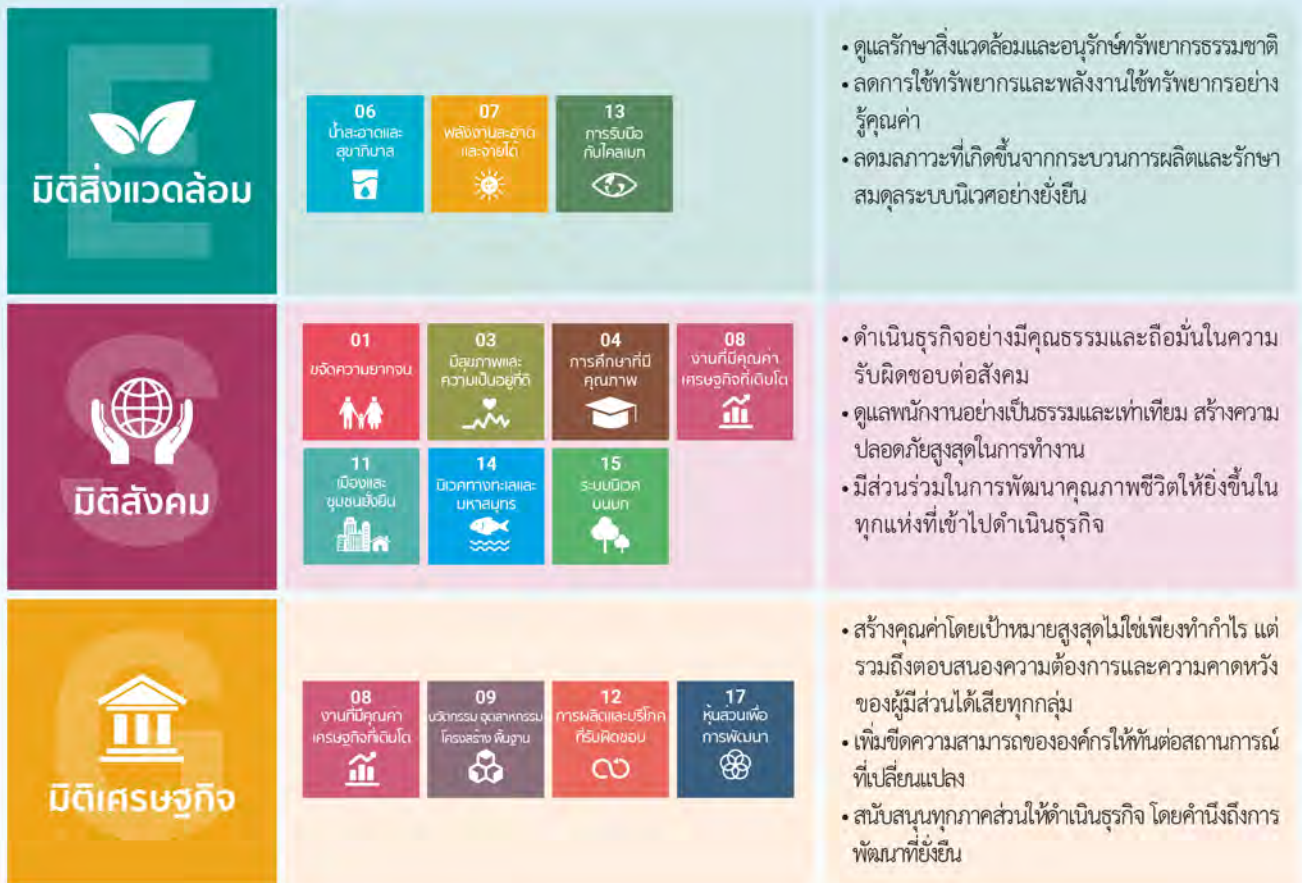 E
มิติสิ่งแวดล้อม
06
น้ำสะอาดและ
สุขาภิบาล
07
พลังงานสะอาด
และจ่ายได้
13
การรับมือ
กับไคลเมท
• ดูแลรักษาสิ่งแวดล้อมและอนุรักษ์ทรัพยากรธรรมชาติ
• ลดการใช้ทรัพยากรและพลังงานใช้ทรัพยากรอย่าง
รู้คุณค่า
• ลดมลภาวะที่เกิดขึ้นจากกระบวนการผลิตและรักษา
สมดุลระบบนิเวศอย่างยั่งยืน
S
มิติสังคม
01
ขจัดความยากจน
03
มีสุขภาพและ
ความเป็นอยู่ที่ดี
04
การศึกษาที่มี
คุณภาพ
08
งานที่มีคุณค่า
เศรษฐกิจที่เติบโต
11
เมืองและ
ชุมชนยั่งยืน
14
นิเวศทางทะเลและ
มหาสมุทร
15
ระบบนิเวศ
บนบก
• ดำเนินธุรกิจอย่างมีคุณธรรมและถือมั่นในความ
รับผิดชอบต่อสังคม
• ดูแลพนักงานอย่างเป็นธรรมและเท่าเทียม สร้างความ
ปลอดภัยสูงสุดในการทำงาน
• มีส่วนร่วมในการพัฒนาคุณภาพชีวิตให้ยิ่งขึ้นใน
ทุกแห่งที่เข้าไปดำเนินธุรกิจ
G
มิติเศรษฐกิจ
08
งานที่มีคุณค่า
เศรษฐกิจที่เติบโต
09
นวัตกรรม อุตสาหกรรม
โครงสร้าง พื้นฐาน
12
การผลิตและบริโภค
ที่รับผิดชอบ
17
หุ้นส่วนเพื่อ
การพัฒนา
• สร้างคุณค่าโดยเป้าหมายสูงสุดไม่ใช่เพียงทำกำไร แต่
รวมถึงตอบสนองความต้องการและความคาดหวัง
ของผู้มีส่วนได้เสียทุกกลุ่ม
• เพิ่มขีดความสามารถขององค์กรให้ทันต่อสถานการณ์
ที่เปลี่ยนแปลง
• สนับสนุนทุกภาคส่วนให้ดำเนินธุรกิจ โดยคำนึงถึงการ
พัฒนาที่ยั่งยืน